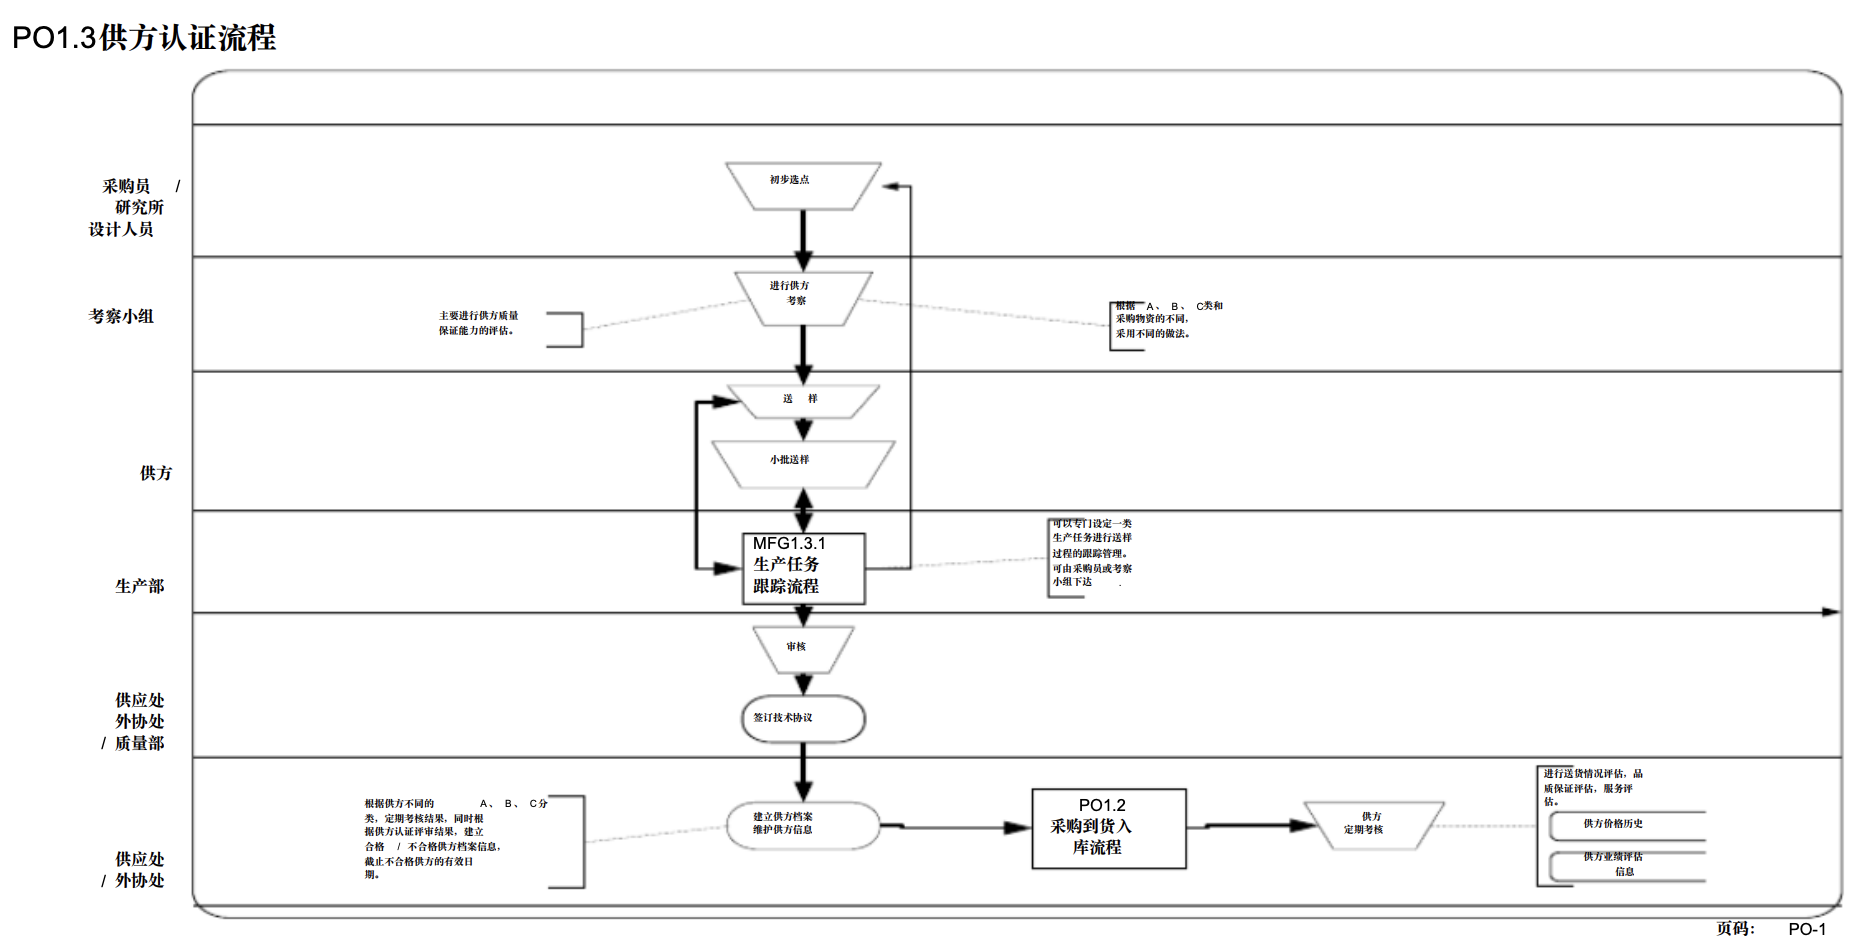 PO1.3供方认证流程
采购员 /
研究所
设计人员
初步选点
考察小组
进行供方
考察
主要进行供方质量
保证能力的评估。
根据 A、 B、 C类和
采购物资的不同，
采用不同的做法。
供方
送 样
小批送样
生产部
MFG1.3.1
生产任务
跟踪流程
可以专门设定一类
生产任务进行送样
过程的跟踪管理。
可由采购员或考察
小组下达 .
供应处
外协处
/ 质量部
审核
签订技术协议
供应处
/ 外协处
根据供方不同的 A、 B、 C分
类，定期考核结果，同时根
据供方认证评审结果，建立
合格 / 不合格供方档案信息，
截止不合格供方的有效日
期。
建立供方档案
维护供方信息
PO1.2
采购到货入
库流程
供方
定期考核
进行送货情况评估，品
质保证评估，服务评
估。
供方价格历史
供方业绩评估
信息
页码： PO-1